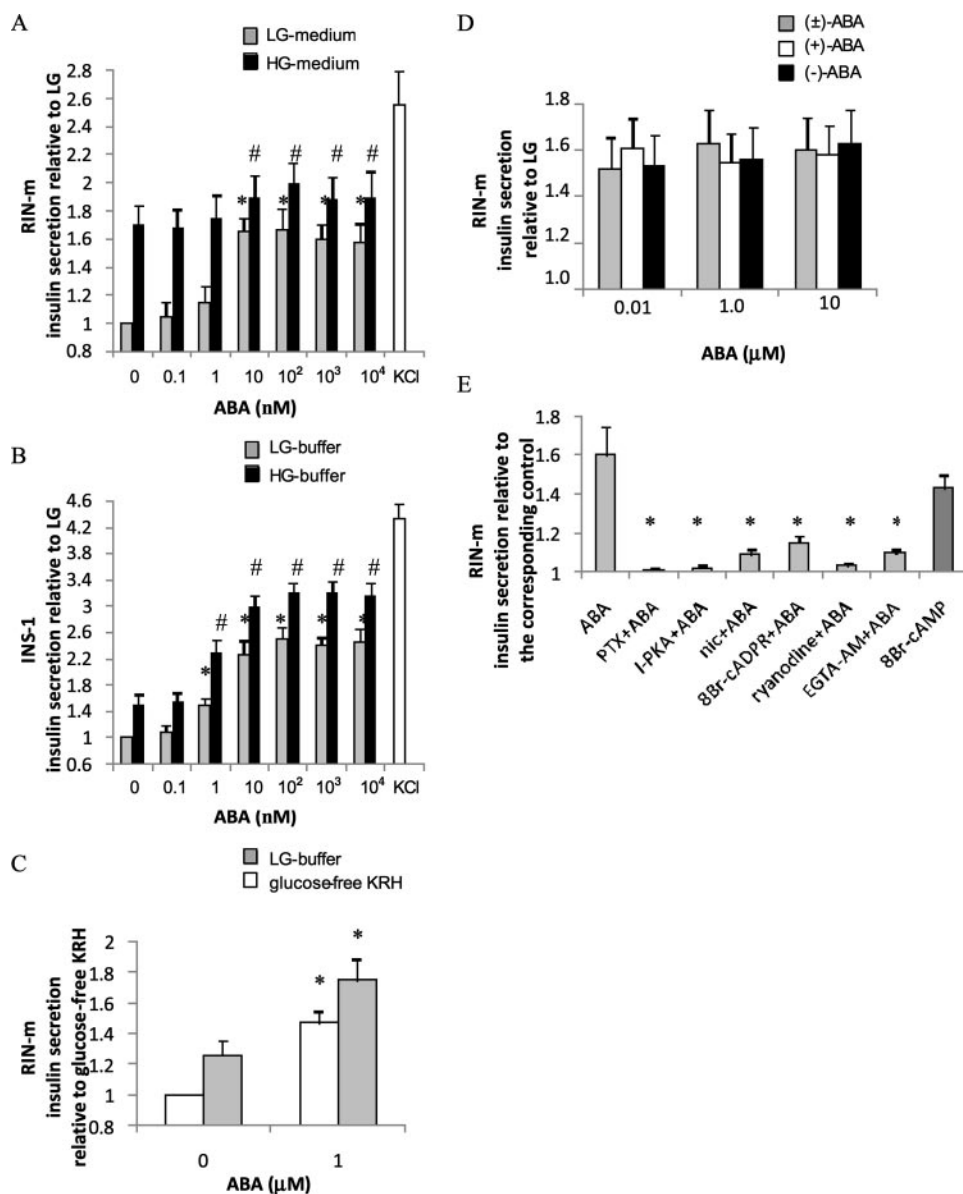 A
LG-medium
HG-medium
RIN-m
insulin secretion relative to LG
2.8
2.6
2.4
2.2
2
1.8
1.6
1.4
1.2
1
0.8
# # # #
* * * *
0 0.1 1 10 10² 10³ 10⁴ KCl
ABA (nM)
B
LG-buffer
HG-buffer
INS-1
insulin secretion relative to LG
4.6
4.2
3.8
3.4
3
2.6
2.2
1.8
1.4
1
0.6
# # # # #
* * * * *
0 0.1 1 10 10² 10³ 10⁴ KCl
ABA (nM)
C
LG-buffer
glucose-free KRH
RIN-m
insulin secretion
relative to glucose-free KRH
2
1.8
1.6
1.4
1.2
1
0.8
* *
0 1
ABA (µM)
D
(±)-ABA
(+)-ABA
(-)-ABA
RIN-m
insulin secretion
relative to LG
1.8
1.6
1.4
1.2
1.0
0.01 1.0 10
ABA (µM)
E
RIN-m
insulin secretion relative to
the corresponding control
1.8
1.6
1.4
1.2
1
* * * * * *
ABA
PTX+ABA
I-PKA+ABA
nic+ABA
8Br-cADPR+ABA
ryanodine+ABA
EGTA-AM+ABA
8Br-cAMP